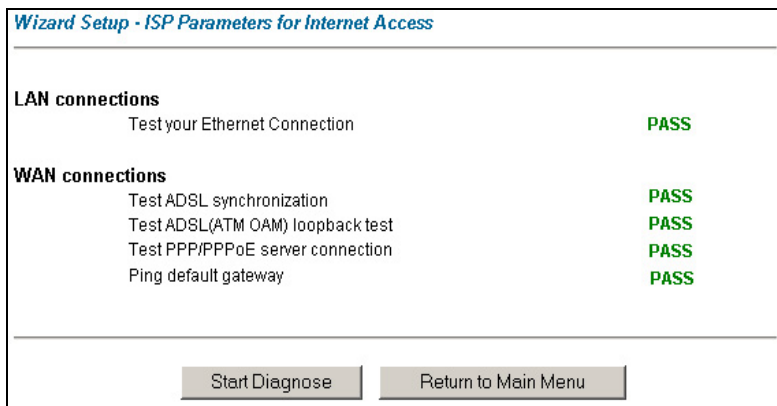 Wizard Setup - ISP Parameters for Internet Access
LAN connections
Test your Ethernet Connection PASS
WAN connections
Test ADSL synchronization PASS
Test ADSL(ATM OAM) loopback test PASS
Test PPP/PPPoE server connection PASS
Ping default gateway PASS
Start Diagnose Return to Main Menu